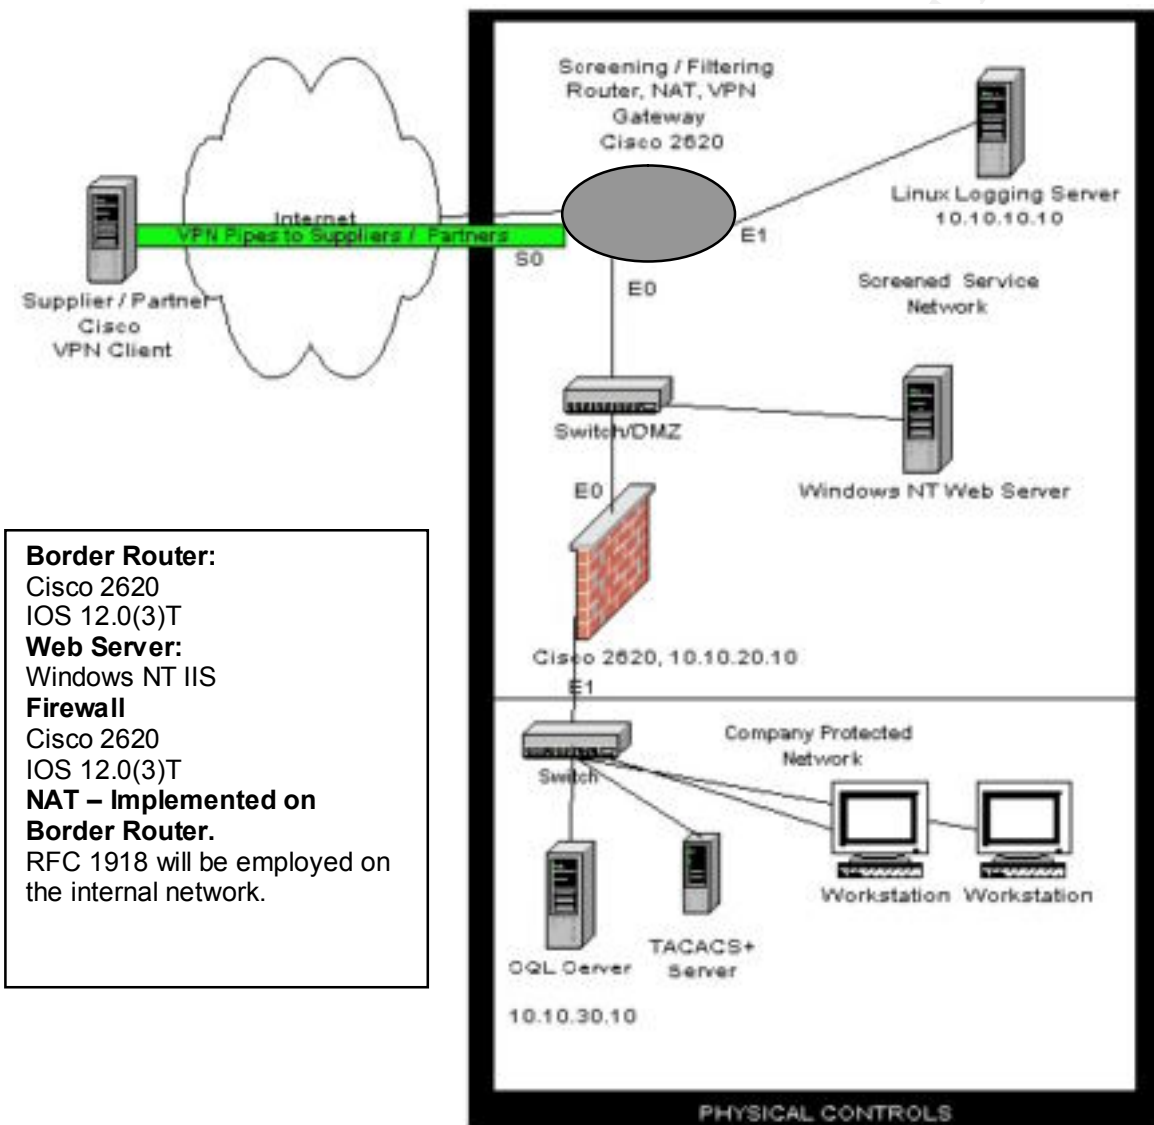 Screening / Filtering
Router, NAT, VPN
Gateway
Cisco 2620
Linux Logging Server
10.10.10.10
Internet
VPN Pipes to Suppliers / Partners
E1
S0
E0
Supplier / Partner
Cisco
VPN Client
Screened Service
Network
Switch/DMZ
E0
Windows NT Web Server
Border Router:
Cisco 2620
IOS 12.0(3)T
Web Server:
Windows NT IIS
Firewall
Cisco 2620
IOS 12.0(3)T
NAT – Implemented on
Border Router.
RFC 1918 will be employed on
the internal network.
Cisco 2620, 10.10.20.10
E1
Company Protected
Network
Switch
Workstation
Workstation
SQL Server
TACACS+
Server
10.10.30.10
PHYSICAL CONTROLS